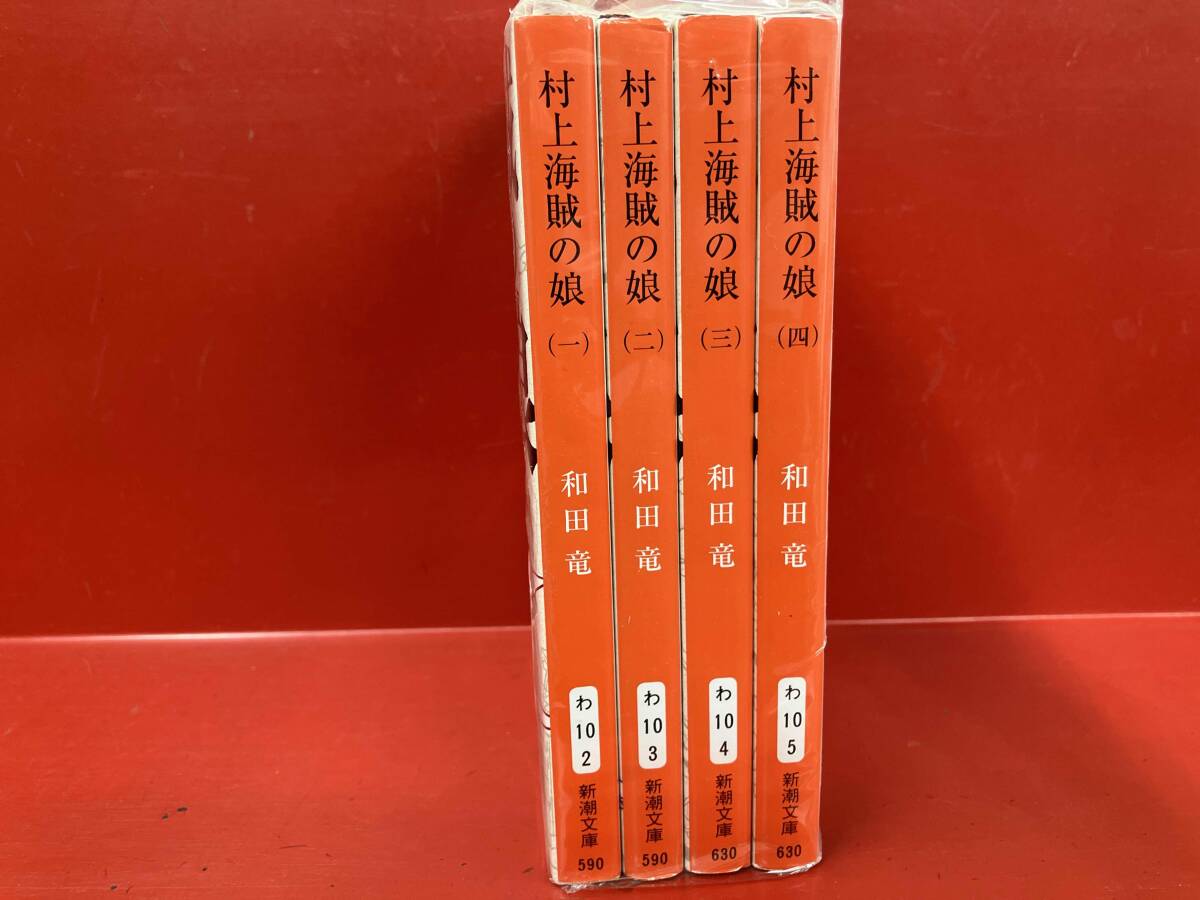 村上海賊の娘
(一)
和田竜
わ
10
2
新潮文庫
590
村上海賊の娘
(二)
和田竜
わ
10
3
新潮文庫
590
村上海賊の娘
(三)
和田竜
わ
10
4
新潮文庫
630
村上海賊の娘
(四)
和田竜
わ
10
5
新潮文庫
630